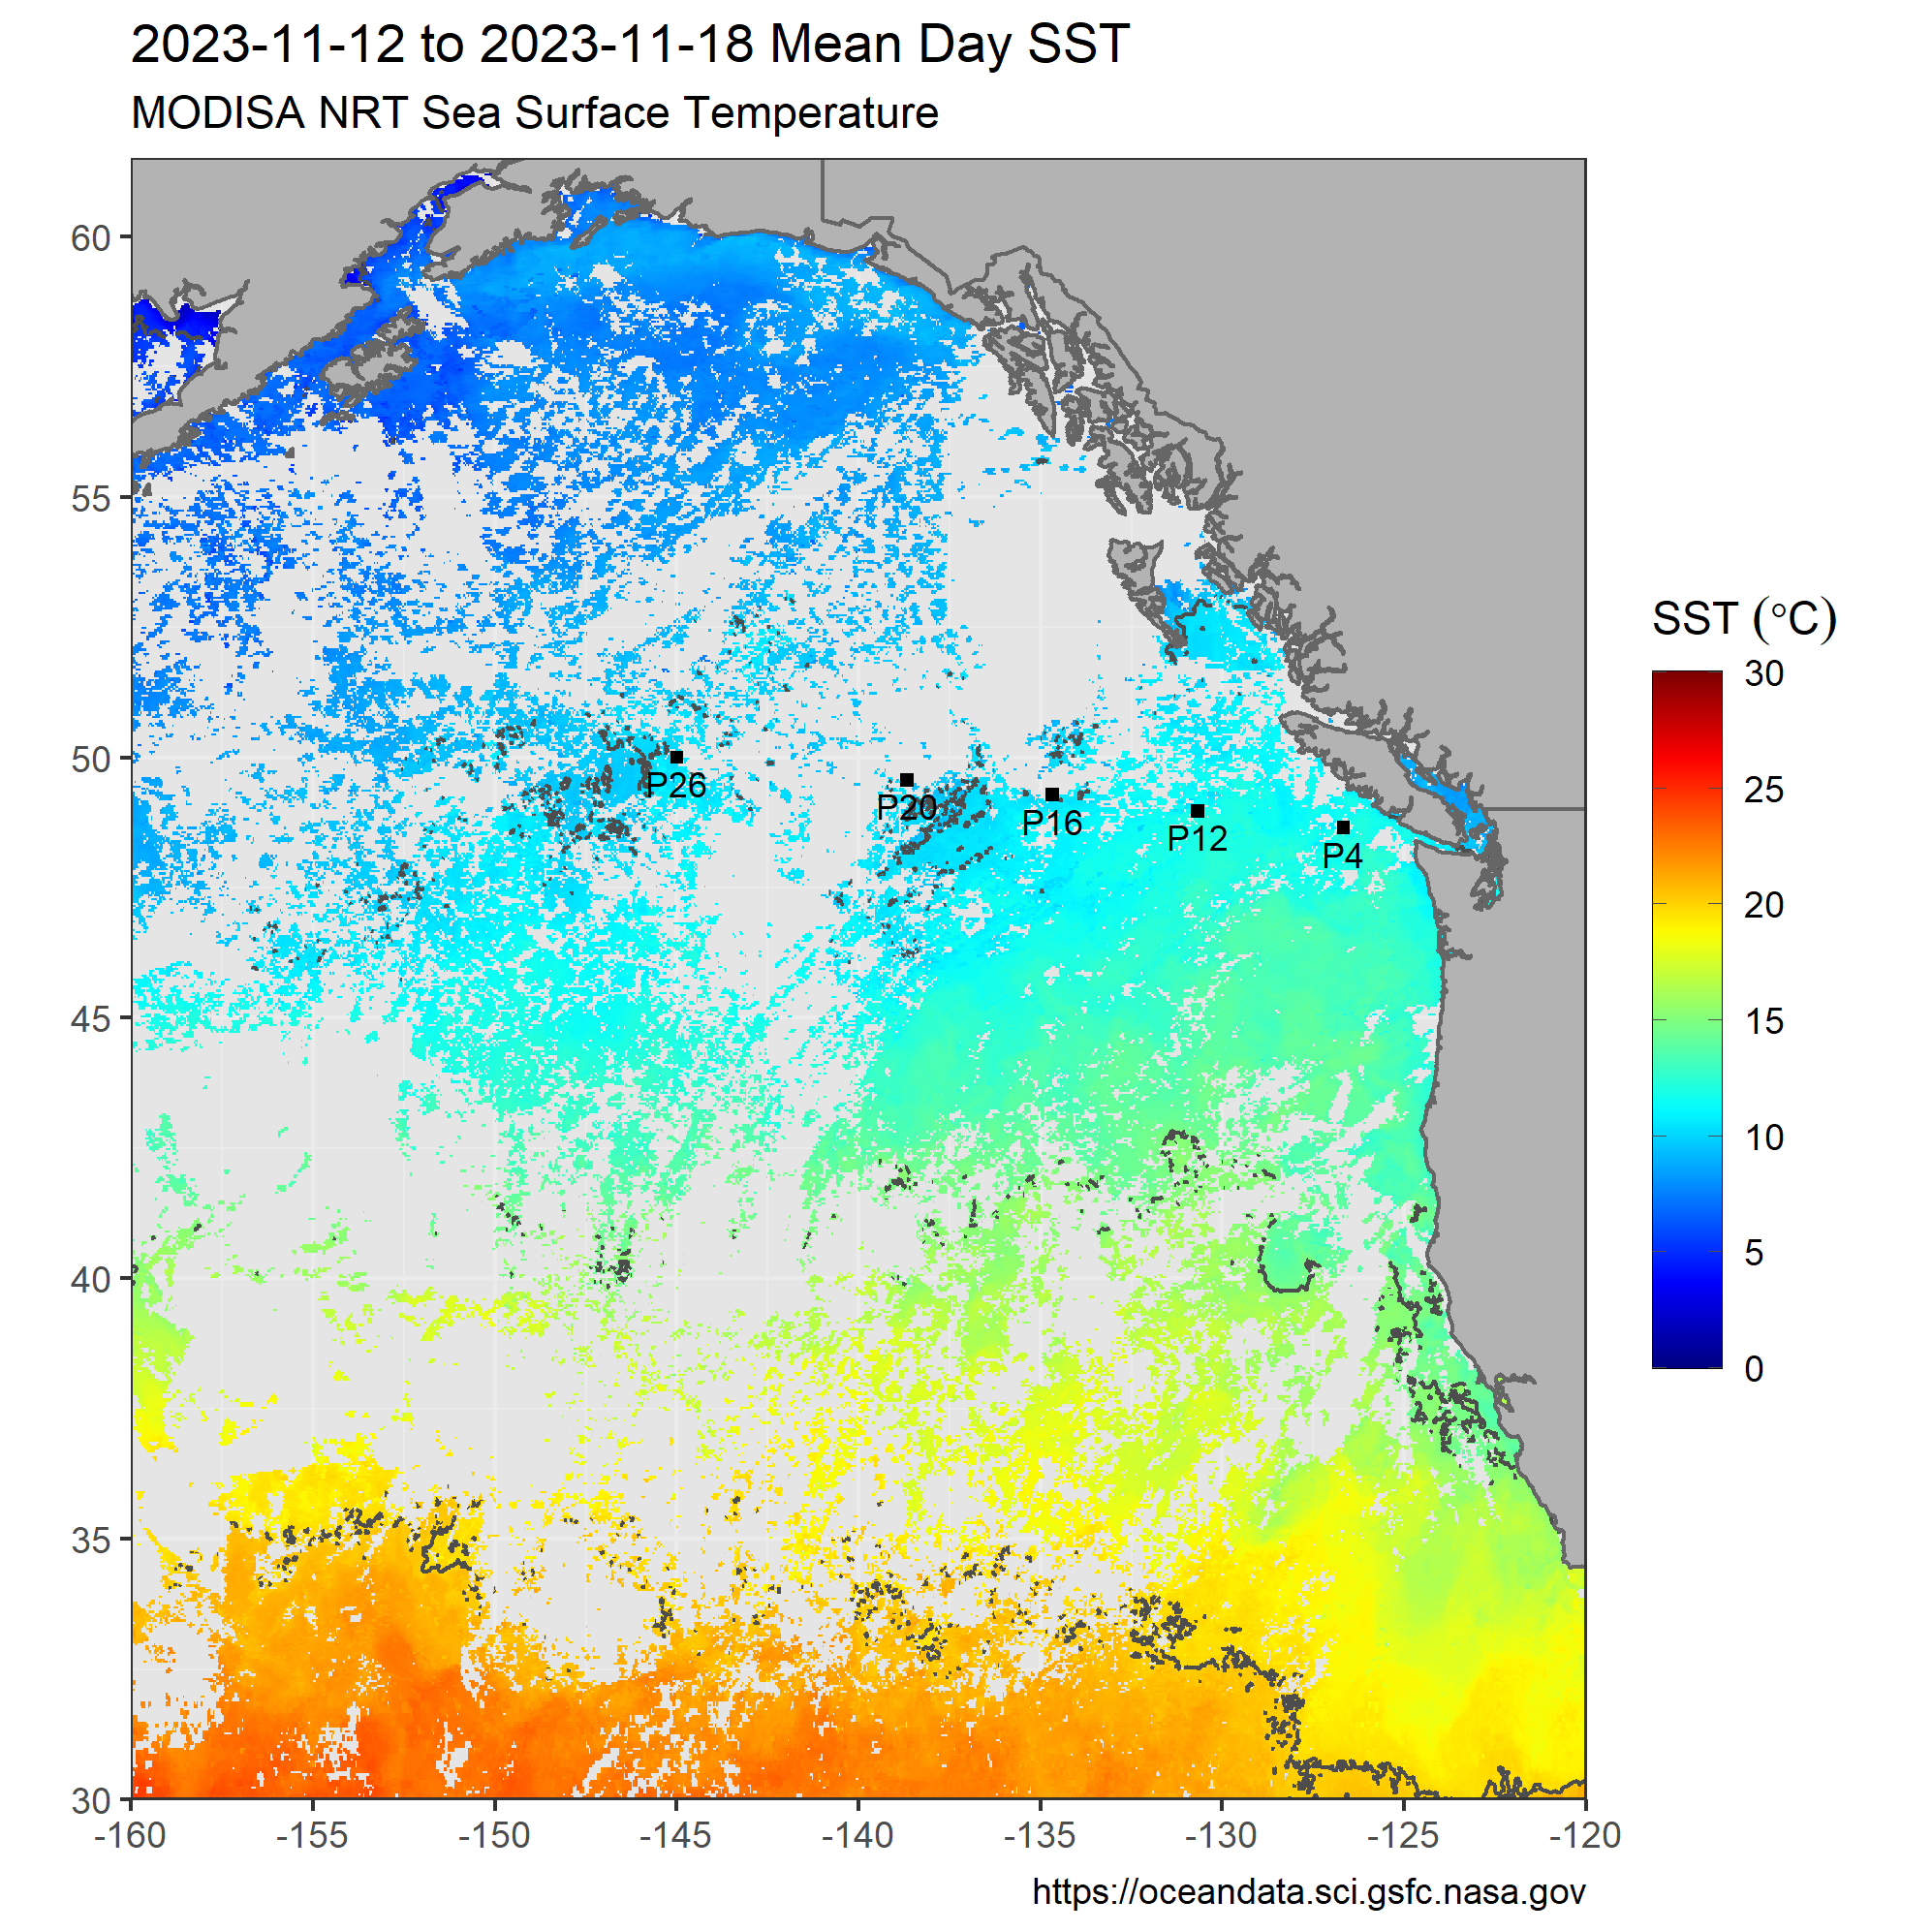 2023-11-12 to 2023-11-18 Mean Day SST
MODISA NRT Sea Surface Temperature
60
55
50
45
40
35
30
P26
P20
P16
P12
P4
-160
-155
-150
-145
-140
-135
-130
-125
-120
SST (°C)
30
25
20
15
10
5
0
https://oceandata.sci.gsfc.nasa.gov